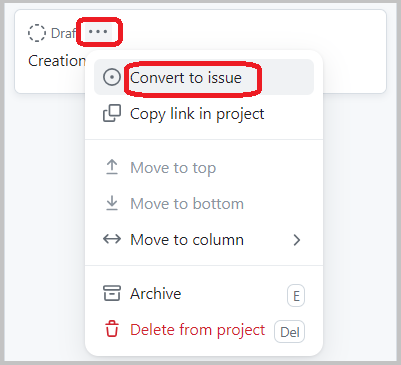 Draf
Creation
Convert to issue
Copy link in project
Move to top
Move to bottom
Move to column
Archive E
Delete from project Del